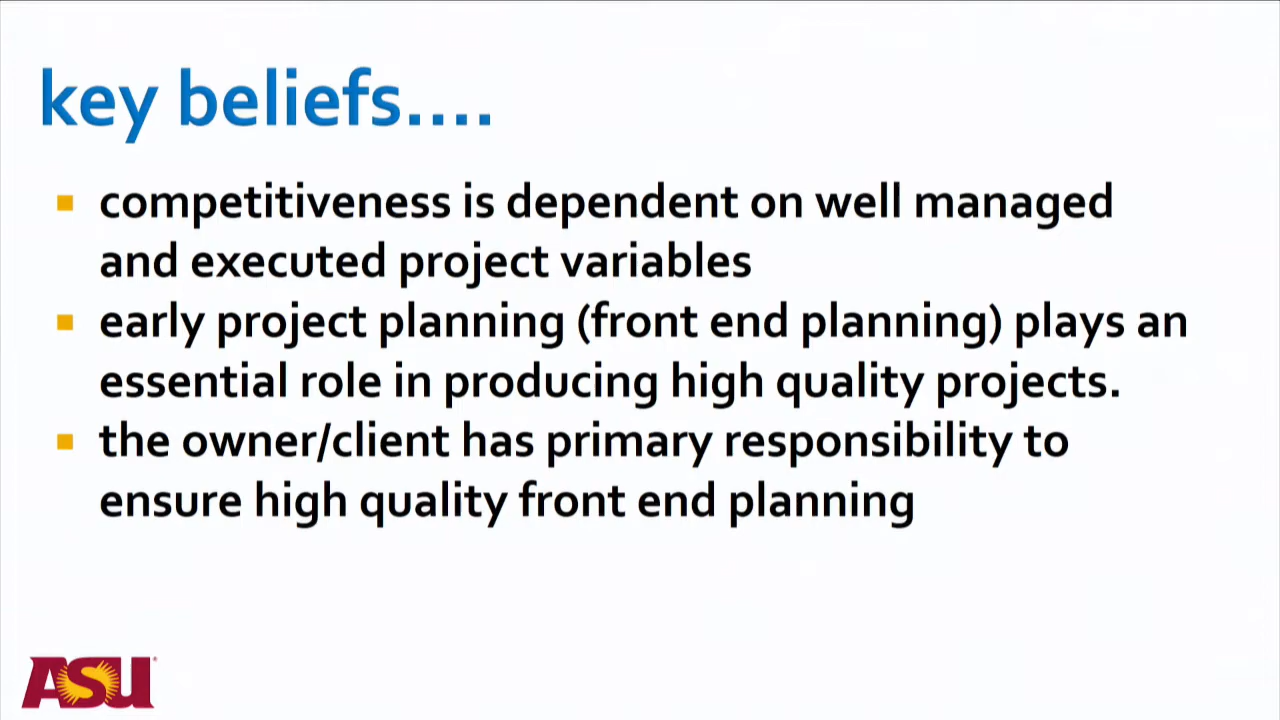 key beliefs....
competitiveness is dependent on well managed
and executed project variables
early project planning (front end planning) plays an
essential role in producing high quality projects.
the owner/client has primary responsibility to
ensure high quality front end planning
ASU